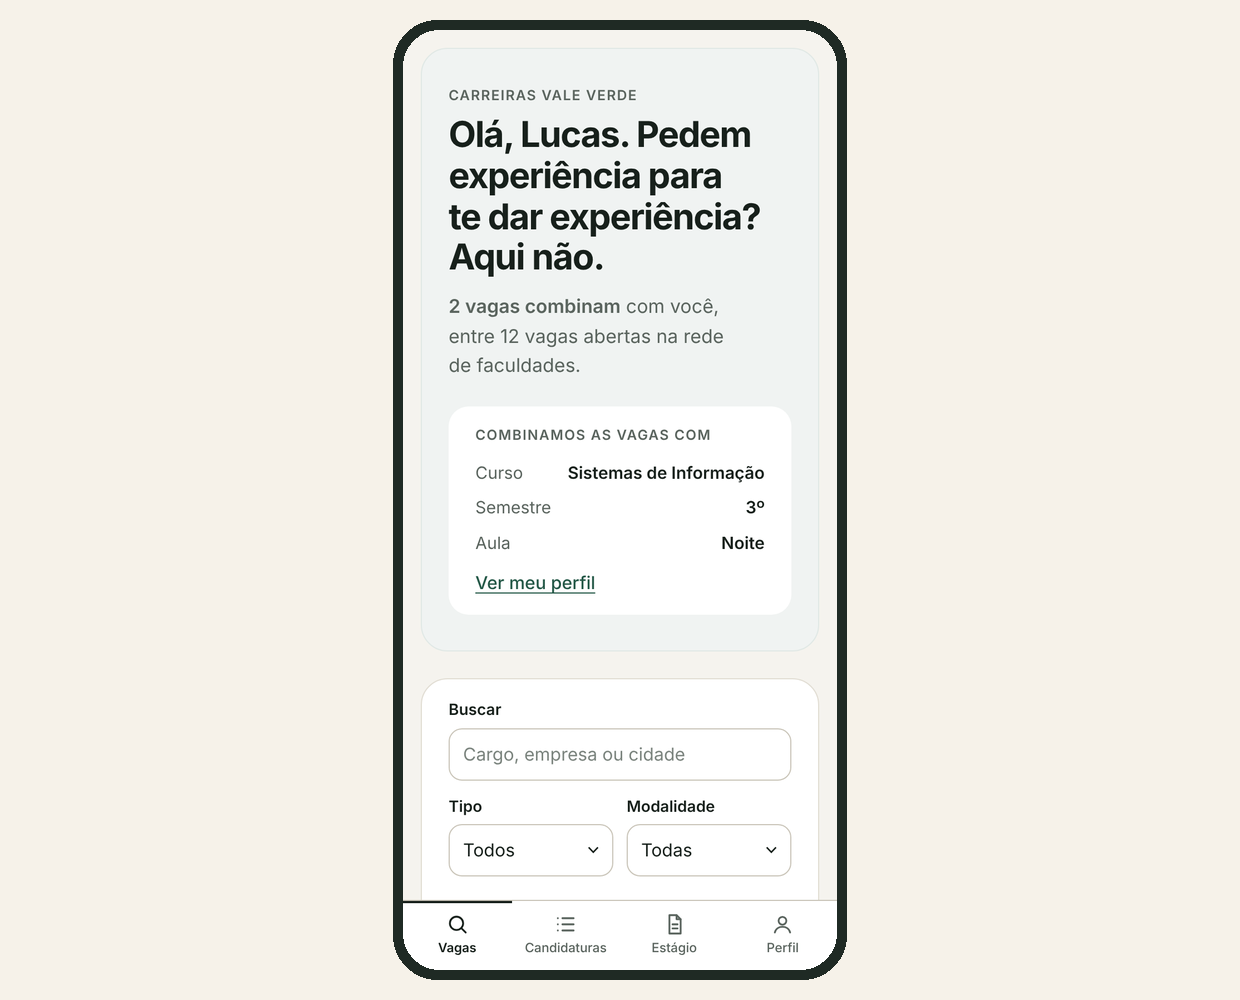 CARREIRAS VALE VERDE
Olá, Lucas. Pedem
experiência para
te dar experiência?
Aqui não.
2 vagas combinam com você,
entre 12 vagas abertas na rede
de faculdades.
COMBINAMOS AS VAGAS COM
Curso Sistemas de Informação
Semestre 3º
Aula Noite
Ver meu perfil
Buscar
Cargo, empresa ou cidade
Tipo Modalidade
Todos Todas
Vagas Candidaturas Estágio Perfil